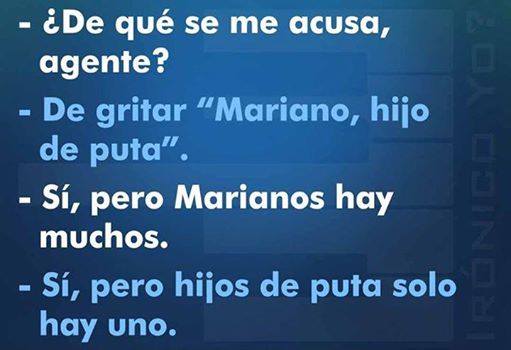 - ¿De qué se me acusa,
agente?
- De gritar “Mariano, hijo
de puta”.
- Sí, pero Marianos hay
muchos.
- Sí, pero hijos de puta solo
hay uno.
IRÓNICO YO?